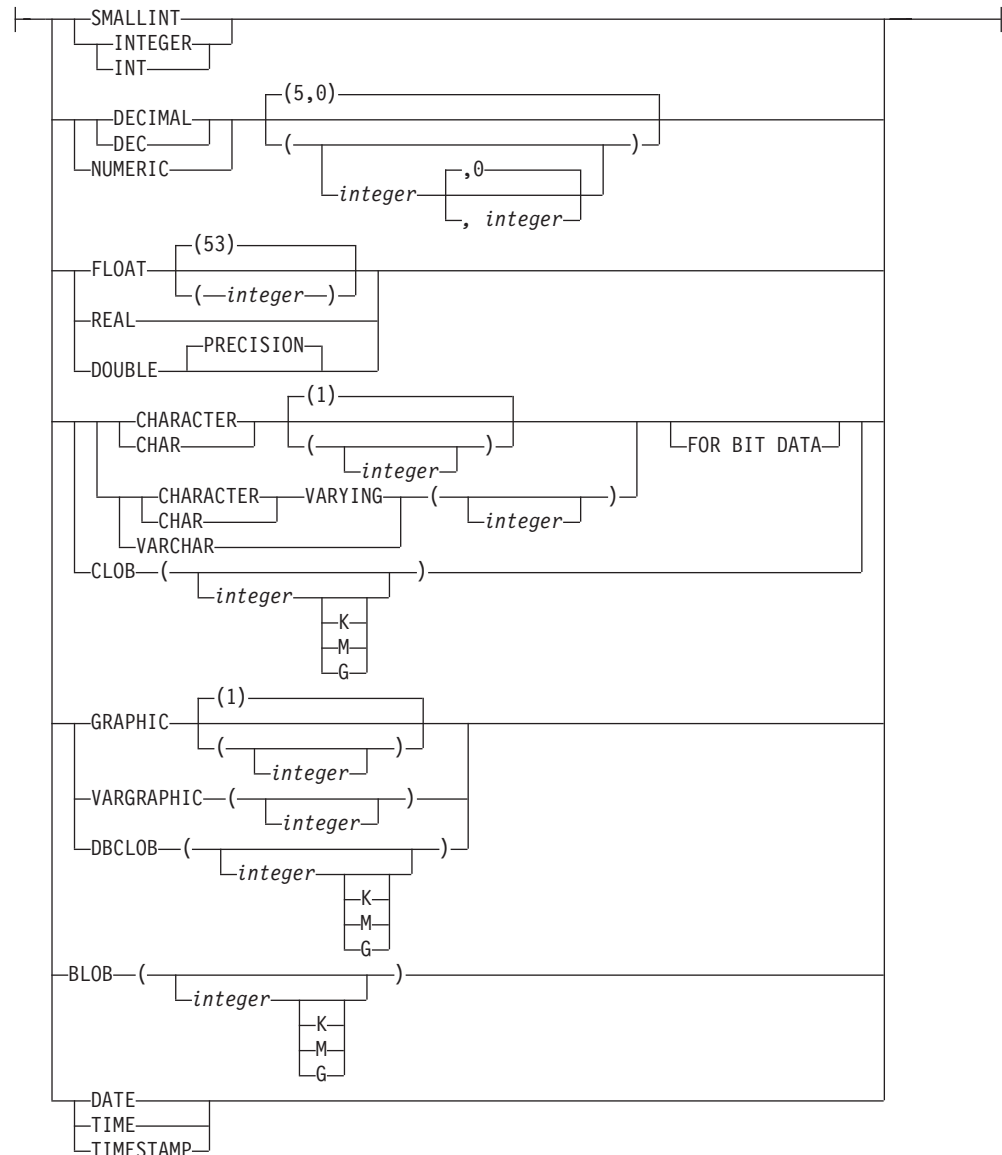 SMALLINT
INTEGER
INT
(5,0)
DECIMAL
DEC
( )
NUMERIC
,0
integer
, integer
(53)
FLOAT
( integer )
REAL
PRECISION
DOUBLE
(1)
CHARACTER
CHAR
( )
FOR BIT DATA
integer
CHARACTER VARYING ( )
CHAR
integer
VARCHAR
CLOB ( )
integer
K
M
G
(1)
GRAPHIC
( )
integer
VARGRAPHIC ( )
integer
DBCLOB ( )
integer
K
M
G
BLOB ( )
integer
K
M
G
DATE
TIME
TIMESTAMP